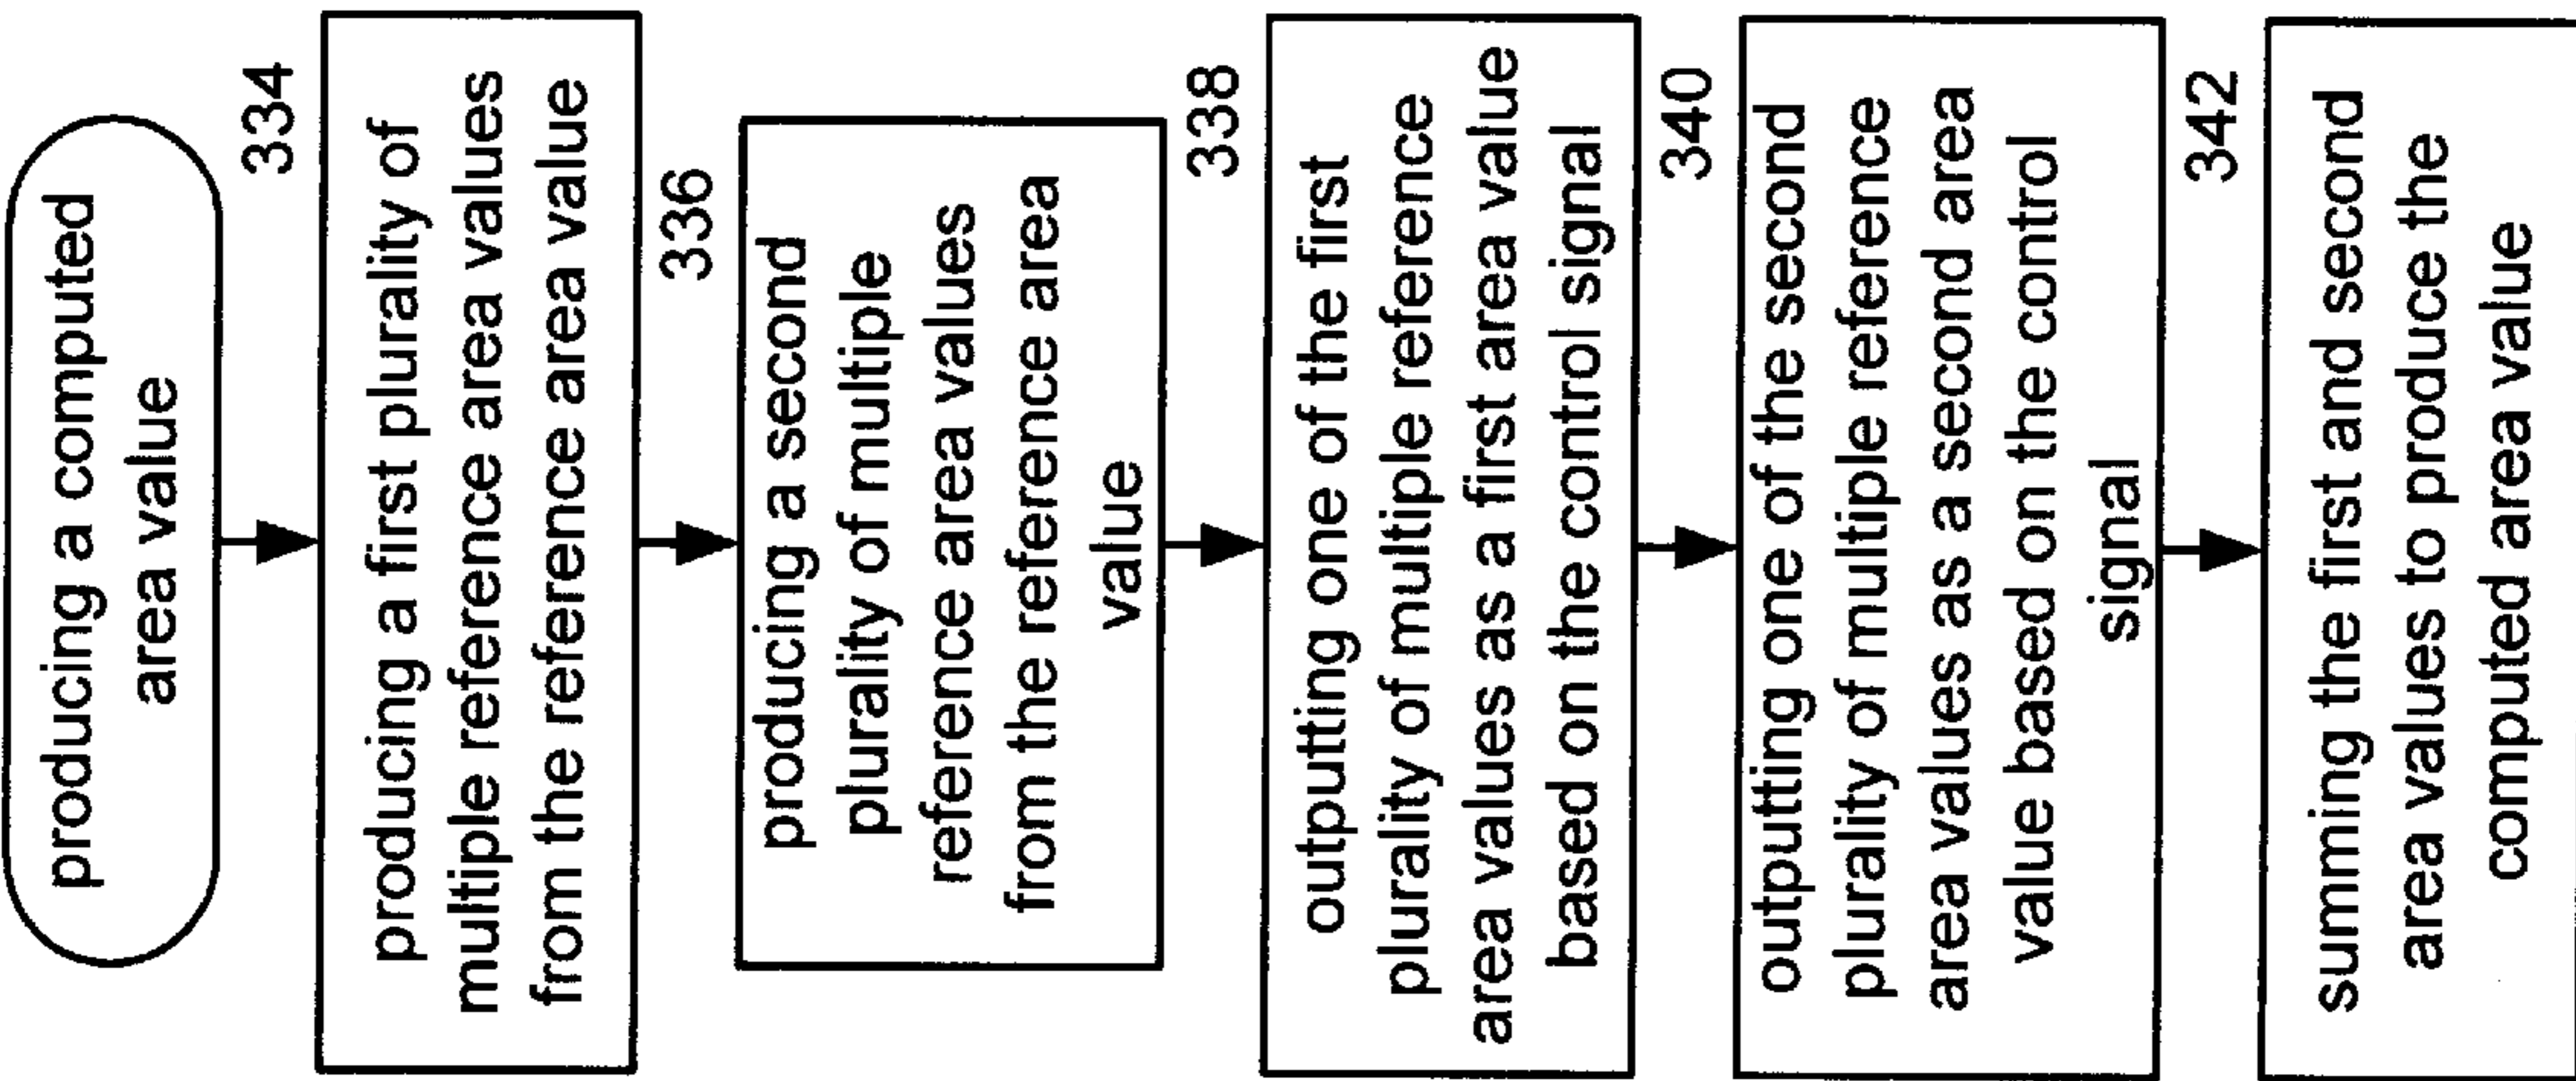 producing a computed
area value
334
producing a first plurality of
multiple reference area values
from the reference area value
336
producing a second
plurality of multiple
reference area values
from the reference area
value
338
outputting one of the first
plurality of multiple reference
area values as a first area value
based on the control signal
340
outputting one of the second
plurality of multiple reference
area values as a second area
value based on the control
signal
342
summing the first and second
area values to produce the
computed area value